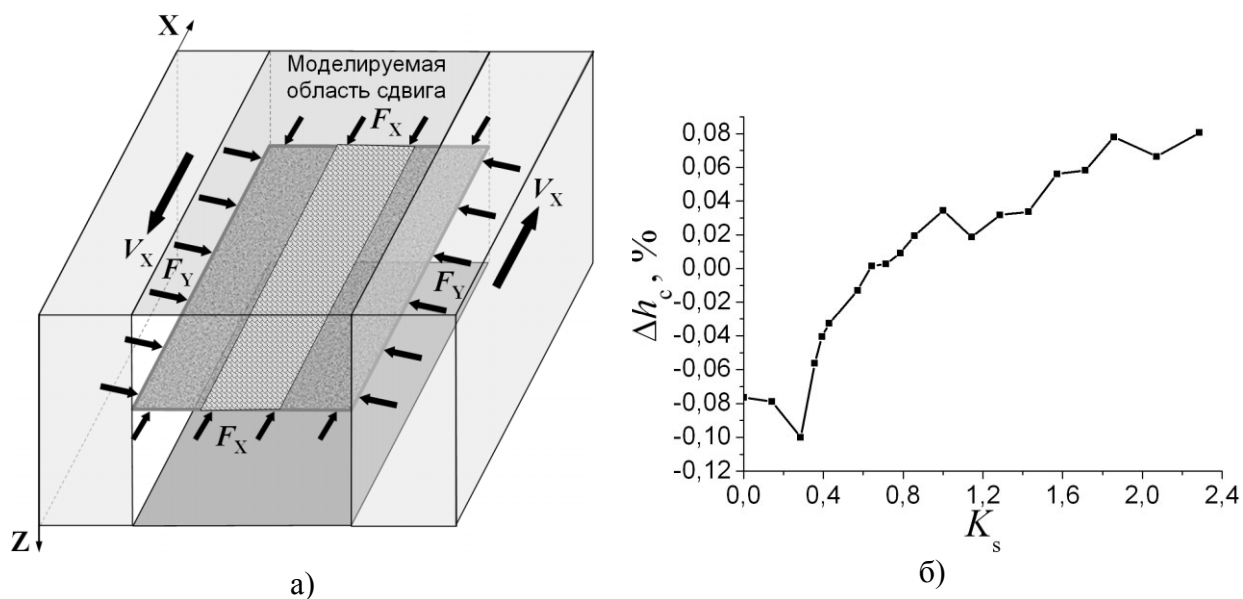 X
Моделируемая
область сдвига
F_X
V_X
F_Y
V_X
F_Y
F_X
Z
а)
0,08
0,06
0,04
0,02
0,00
-0,02
-0,04
-0,06
-0,08
-0,10
-0,12
Δh_c, %
0,0 0,4 0,8 1,2 1,6 2,0 2,4
K_s
б)